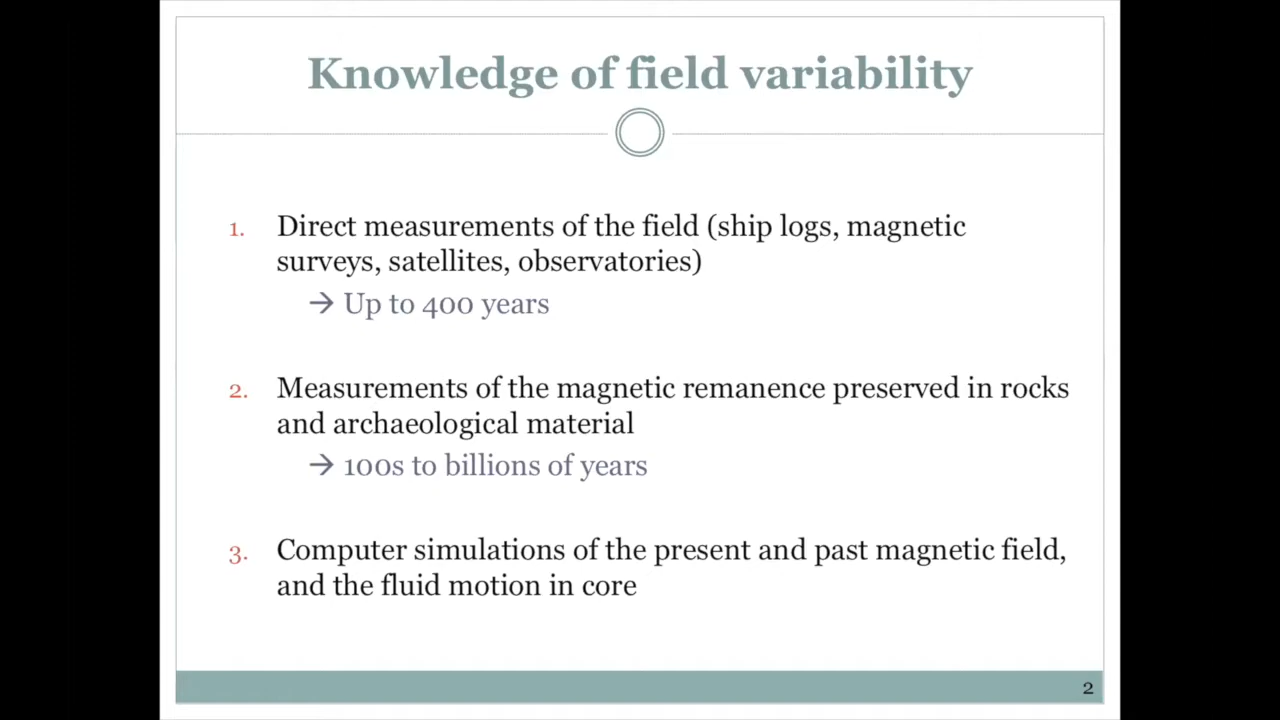 Knowledge of field variability
1. Direct measurements of the field (ship logs, magnetic
surveys, satellites, observatories)
→ Up to 400 years
2. Measurements of the magnetic remanence preserved in rocks
and archaeological material
→ 100s to billions of years
3. Computer simulations of the present and past magnetic field,
and the fluid motion in core
2